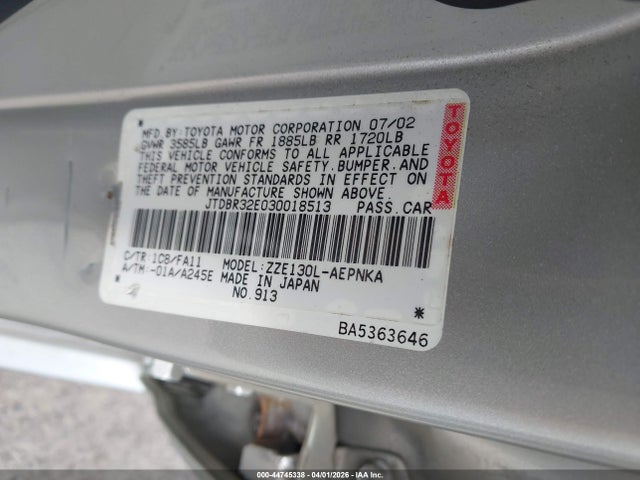 MFD. BY: TOYOTA MOTOR CORPORATION 07/02
GVWR 3585LB GAWR FR 1885LB RR 1720LB
THIS VEHICLE CONFORMS TO ALL APPLICABLE
FEDERAL MOTOR VEHICLE SAFETY, BUMPER, AND
THEFT PREVENTION STANDARDS IN EFFECT ON
THE DATE OF MANUFACTURE SHOWN ABOVE.
JTDBR32E030018513 PASS. CAR
TOYOTA
C/TR: 1C8/FA11 MODEL: ZZE130L-AEPNKA
A/TM: -01A/A245E MADE IN JAPAN
NO. 913
BA5363646
000-44745338 - 04/01/2026 - IAAI.COM